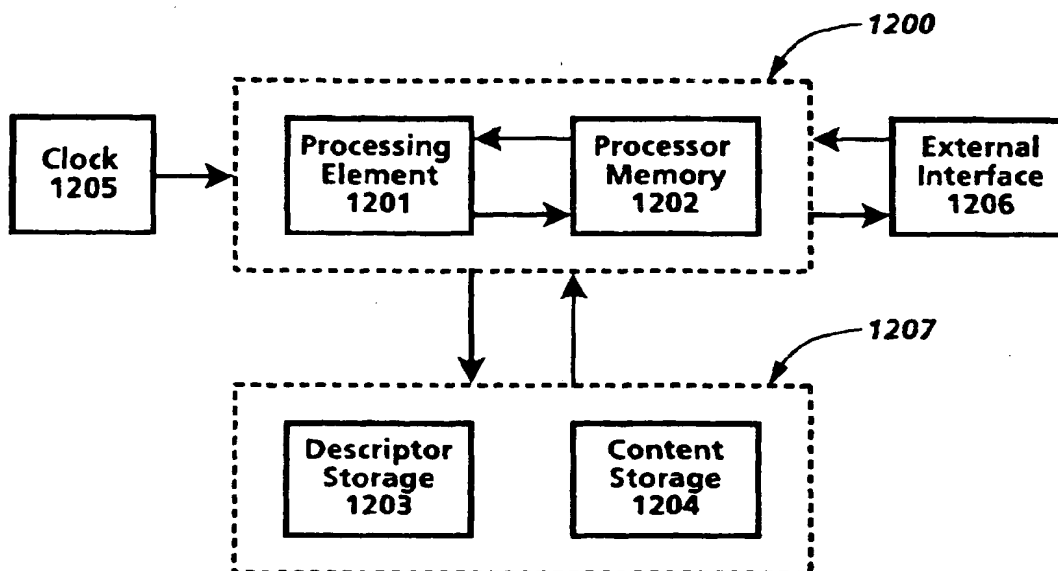 1200
Clock
1205
Processing
Element
1201
Processor
Memory
1202
External
Interface
1206
1207
Descriptor
Storage
1203
Content
Storage
1204